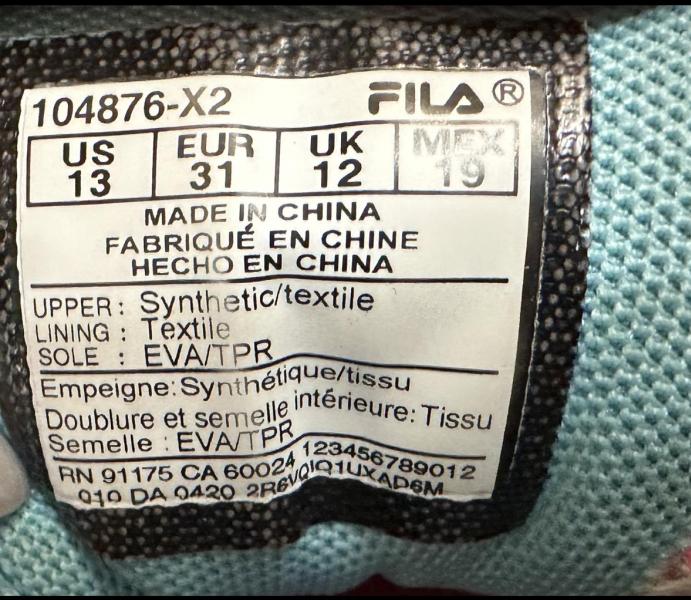 104876-X2 FILA®
US EUR UK MEX
13 31 12 19
MADE IN CHINA
FABRIQUÉ EN CHINE
HECHO EN CHINA
UPPER : Synthetic/textile
LINING : Textile
SOLE : EVA/TPR
Empeigne: Synthétique/tissu
Doublure et semelle intérieure: Tissu
Semelle : EVA/TPR
RN 91175 CA 60024 123456789012
010 DA 0420